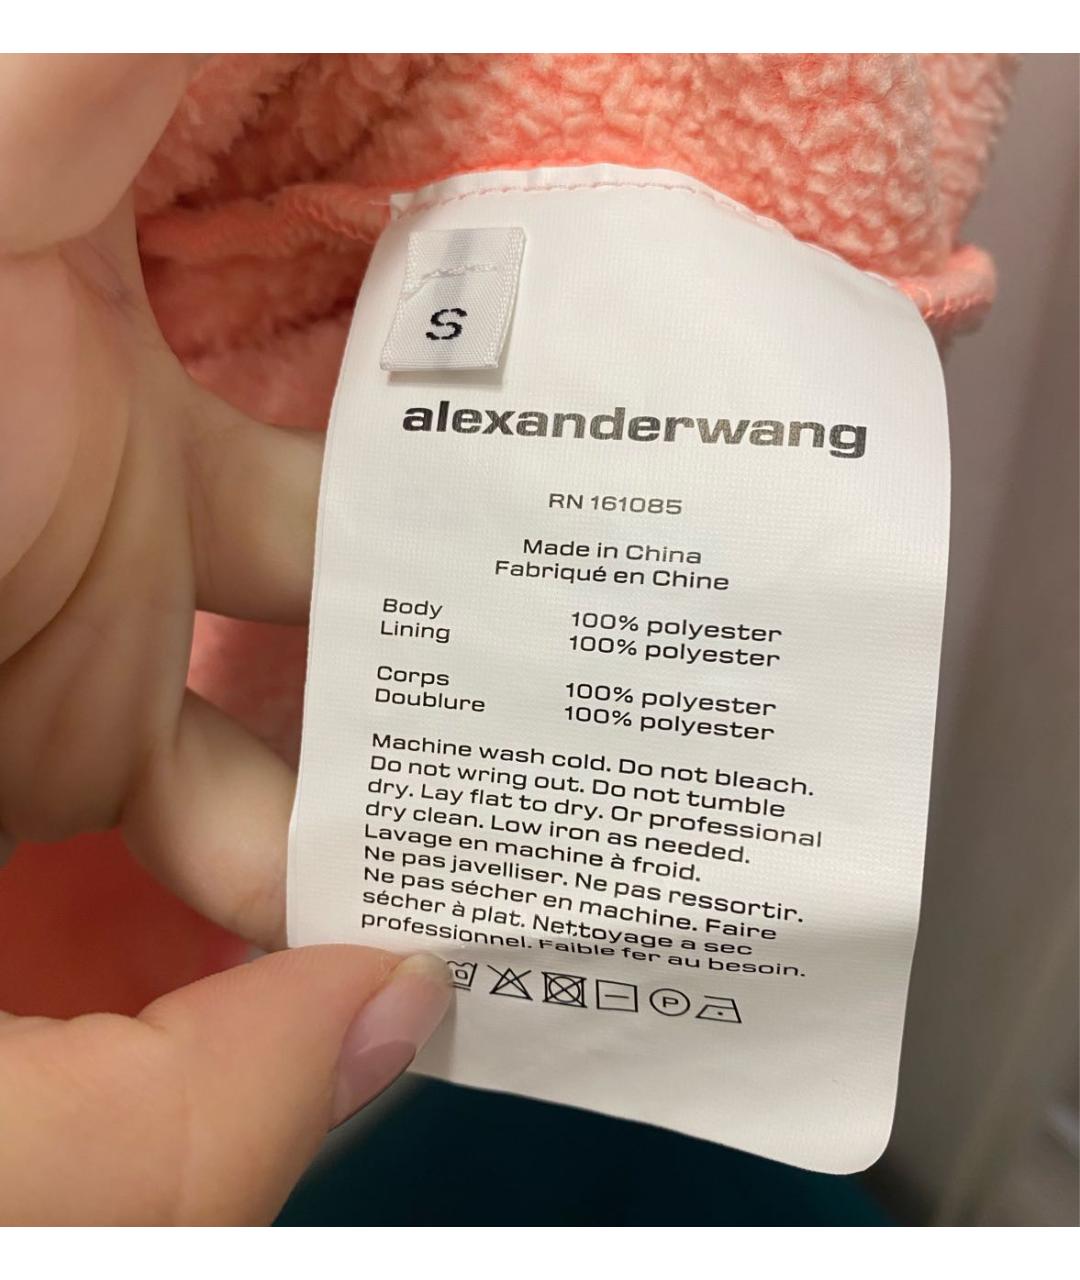 S
alexanderwang
RN 161085
Made in China
Fabriqué en Chine
Body 100% polyester
Lining 100% polyester
Corps 100% polyester
Doublure 100% polyester
Machine wash cold. Do not bleach.
Do not wring out. Do not tumble
dry. Lay flat to dry. Or professional
dry clean. Low iron as needed.
Lavage en machine à froid.
Ne pas javelliser. Ne pas ressortir.
Ne pas sécher en machine. Faire
sécher à plat. Nettoyage a sec
professionnel. Faible fer au besoin.
P